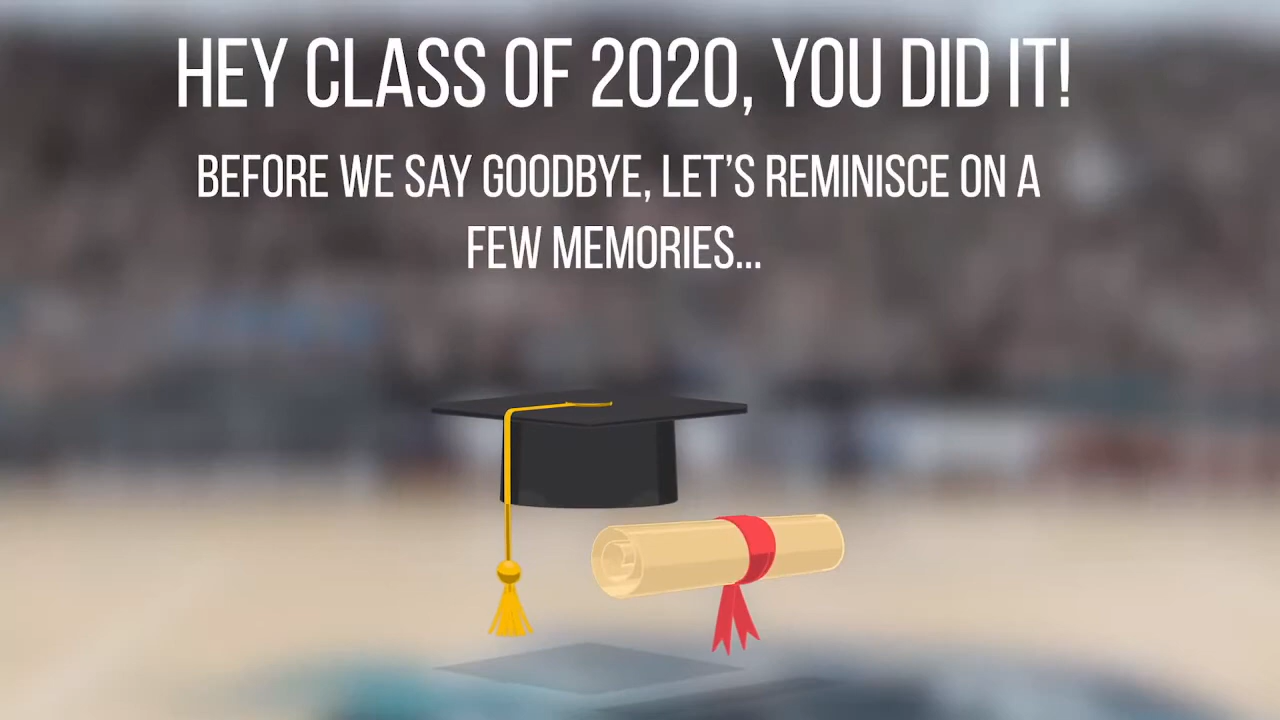 HEY CLASS OF 2020, YOU DID IT!
BEFORE WE SAY GOODBYE, LET'S REMINISCE ON A
FEW MEMORIES...